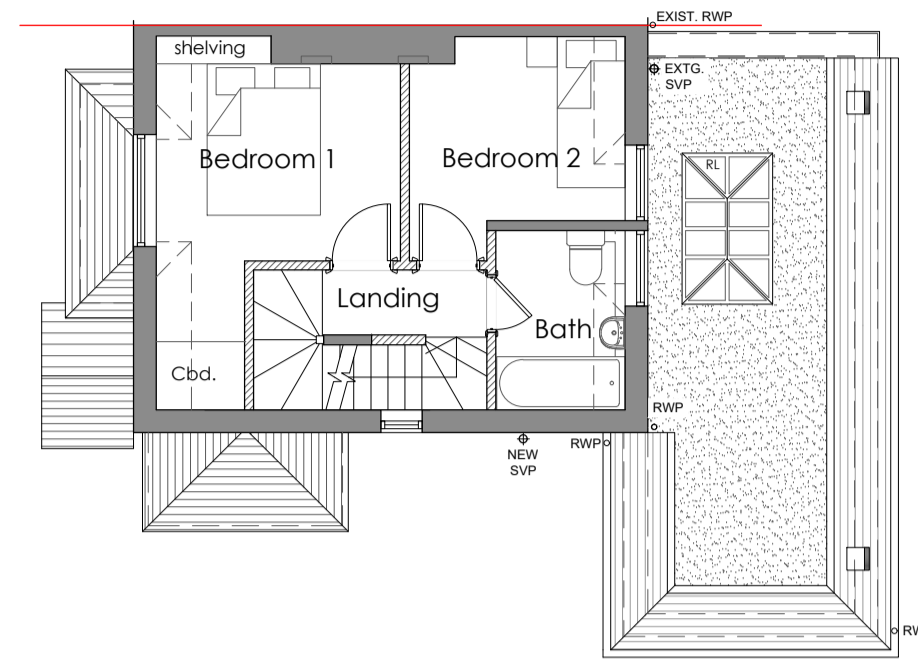 EXIST. RWP
shelving
EXTG.
SVP
Bedroom 1
Bedroom 2
RL
Landing
Bath
Cbd.
RWP
RWP
NEW
SVP
RW